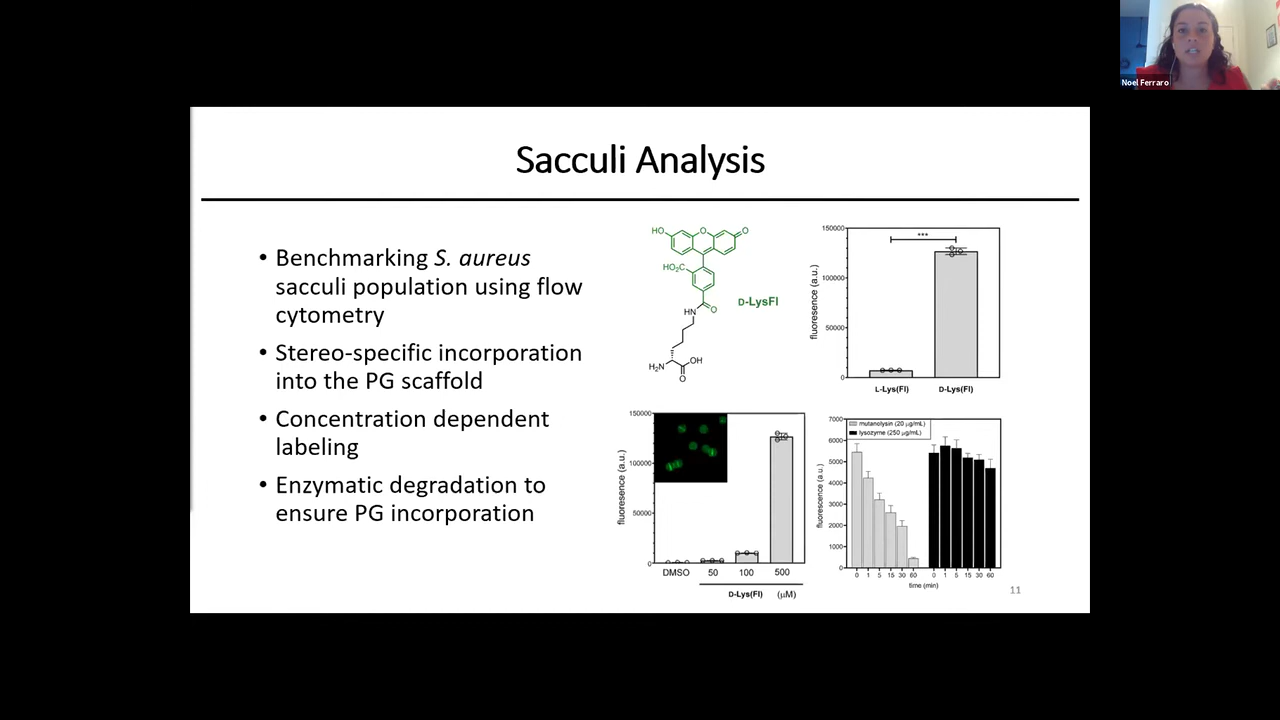 Noel Ferraro
Sacculi Analysis
• Benchmarking S. aureus
sacculi population using flow
cytometry
• Stereo-specific incorporation
into the PG scaffold
• Concentration dependent
labeling
• Enzymatic degradation to
ensure PG incorporation
HO
O
O
HO₂C
O
HN
H₂N
OH
O
D-LysFl
fluoresence (a.u.)
150000
100000
50000
0
***
L-Lys(Fl) D-Lys(Fl)
fluoresence (a.u.)
150000
100000
50000
0
DMSO 50 100 500
D-Lys(Fl) (μM)
fluorescence (a.u.)
7000
6000
5000
4000
3000
2000
1000
0
mutanolysin (20 μg/mL)
lysozyme (250 μg/mL)
0 1 5 15 30 60 0 1 5 15 30 60
time (min)
11